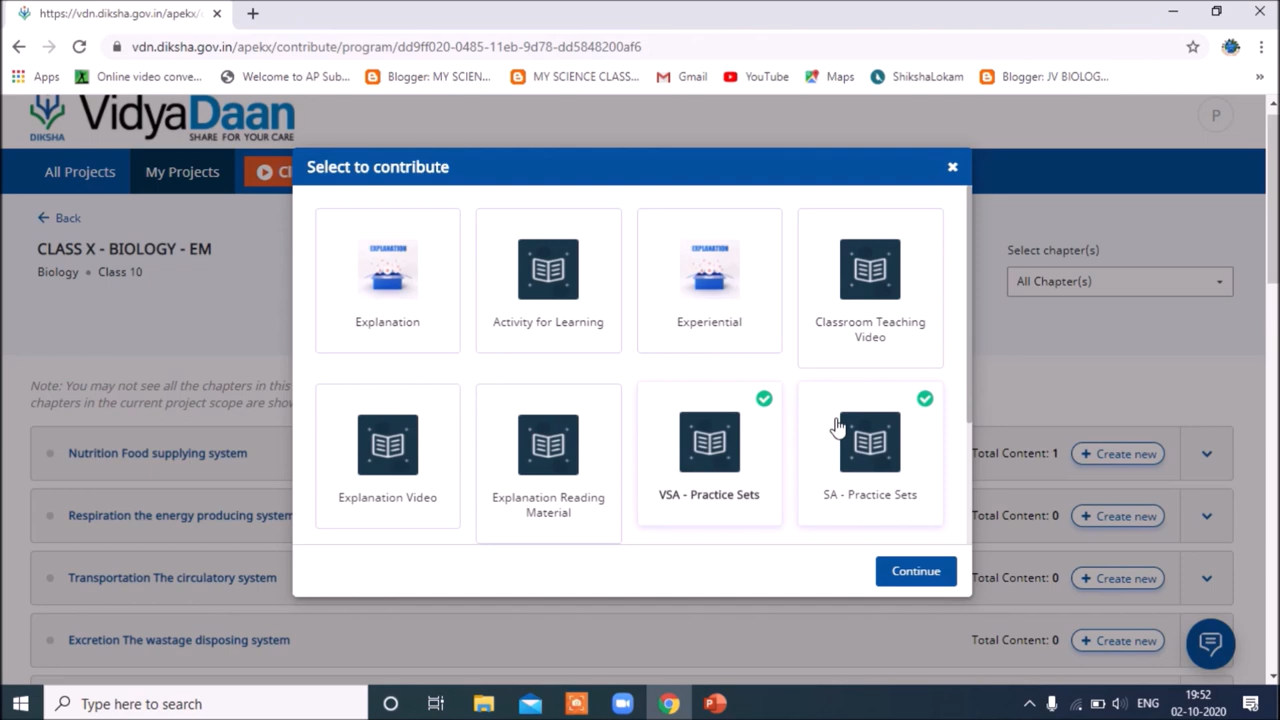 https://vdn.diksha.gov.in/apekx/c
vdn.diksha.gov.in/apekx/contribute/program/dd9ff020-0485-11eb-9d78-dd5848200af6
Apps
Online video conve...
Welcome to AP Sub...
Blogger: MY SCIEN...
MY SCIENCE CLASS...
Gmail
YouTube
Maps
ShikshaLokam
Blogger: JV BIOLOG...
»
DIKSHA
VidyaDaan
SHARE FOR YOUR CARE
P
All Projects
My Projects
Select to contribute
Back
CLASS X - BIOLOGY - EM
Biology • Class 10
Select chapter(s)
All Chapter(s)
EXPLANATION
Explanation
Activity for Learning
EXPLANATION
Experiential
Classroom Teaching
Video
Explanation Video
Explanation Reading
Material
VSA - Practice Sets
SA - Practice Sets
Continue
Note: You may not see all the chapters in this
chapters in the current project scope are
Nutrition Food supplying system
Total Content: 1
+ Create new
Respiration the energy producing system
Total Content: 0
+ Create new
Transportation The circulatory system
Total Content: 0
+ Create new
Excretion The wastage disposing system
Total Content: 0
+ Create new
Type here to search
ENG
19:52
02-10-2020